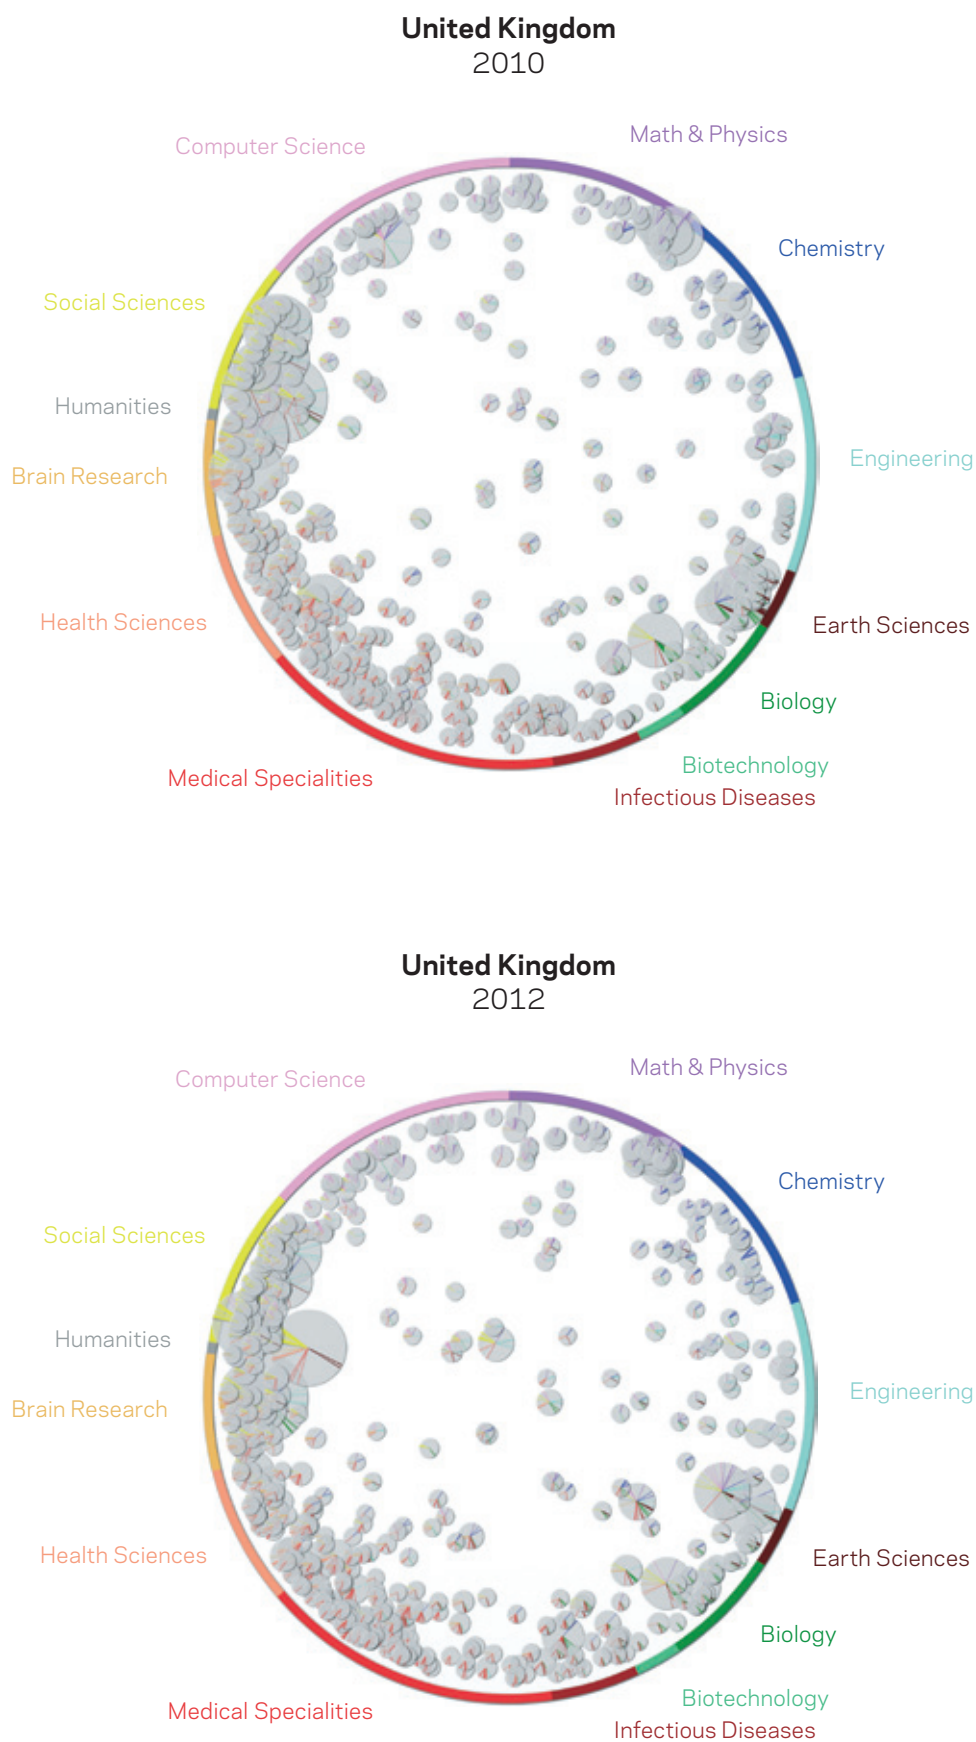 United Kingdom
2010
Math & Physics
Computer Science
Chemistry
Social Sciences
Humanities
Engineering
Brain Research
Health Sciences
Earth Sciences
Biology
Biotechnology
Medical Specialities
Infectious Diseases
United Kingdom
2012
Math & Physics
Computer Science
Chemistry
Social Sciences
Humanities
Engineering
Brain Research
Health Sciences
Earth Sciences
Biology
Biotechnology
Medical Specialities
Infectious Diseases